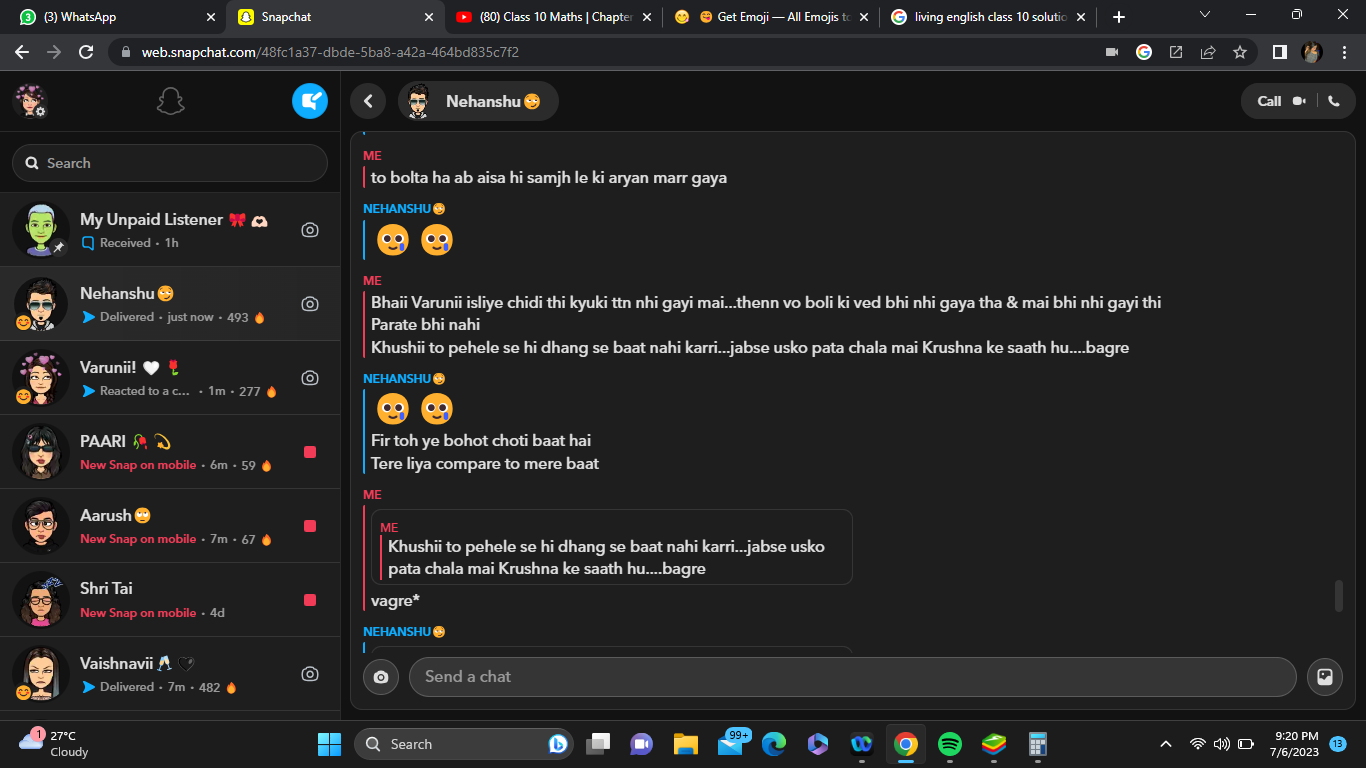 (3) WhatsApp
Snapchat
(80) Class 10 Maths | Chapter
Get Emoji — All Emojis to
living english class 10 solutio
web.snapchat.com/48fc1a37-dbde-5ba8-a42a-464bd835c7f2
Nehanshu🙄
Call
Search
My Unpaid Listener 🎀 🫶🏻
Received · 1h
Nehanshu🙄
Delivered · just now · 493 🔥
Varunii! 🤍 🌹
Reacted to a c... · 1m · 277 🔥
PAARI 🥀 💫
New Snap on mobile · 6m · 59 🔥
Aarush🙄
New Snap on mobile · 7m · 67 🔥
Shri Tai
New Snap on mobile · 4d
Vaishnavii🥂 🖤
Delivered · 7m · 482 🔥
ME
to bolta ha ab aisa hi samjh le ki aryan marr gaya
NEHANSHU🙄
🥲 🥲
ME
Bhaii Varunii isliye chidi thi kyuki ttn nhi gayi mai...thenn vo boli ki ved bhi nhi gaya tha & mai bhi nhi gayi thi
Parate bhi nahi
Khushii to pehele se hi dhang se baat nahi karri...jabse usko pata chala mai Krushna ke saath hu....bagre
NEHANSHU🙄
🥲 🥲
Fir toh ye bohot choti baat hai
Tere liya compare to mere baat
ME
ME
Khushii to pehele se hi dhang se baat nahi karri...jabse usko
pata chala mai Krushna ke saath hu....bagre
vagre*
NEHANSHU🙄
Send a chat
1
27°C
Cloudy
Search
99+
9:20 PM
7/6/2023
13